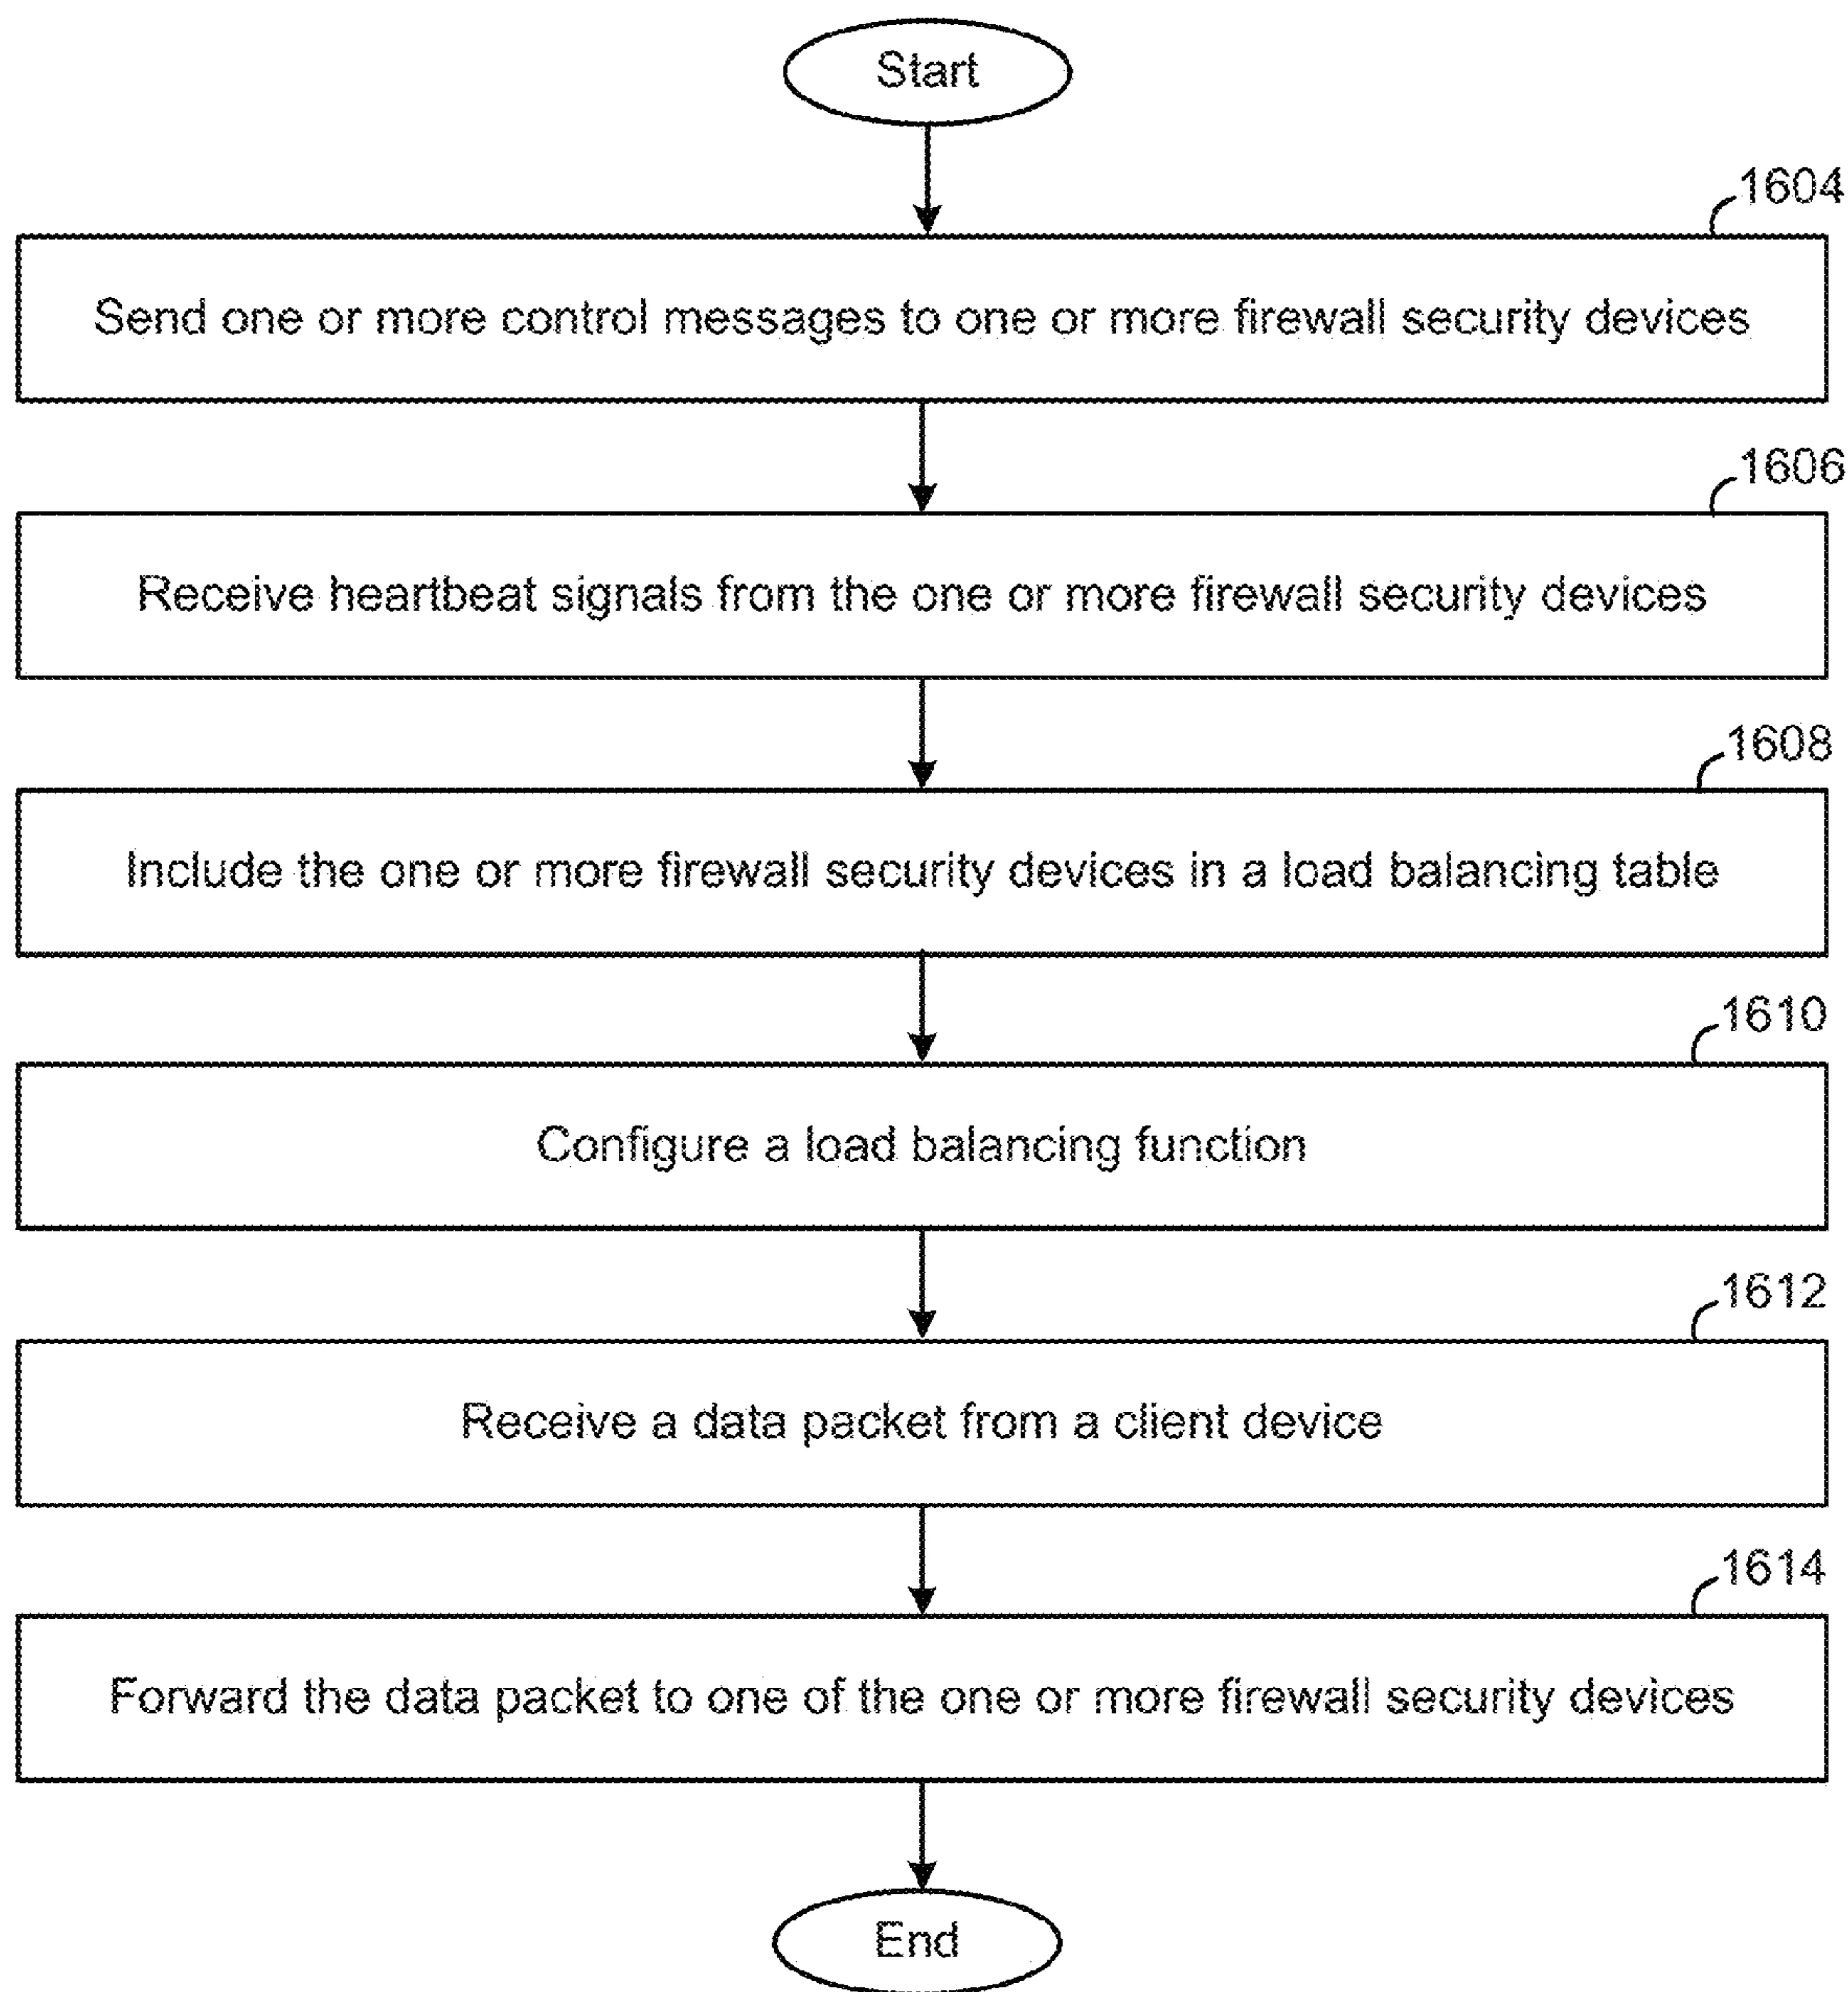 Start
1604
Send one or more control messages to one or more firewall security devices
1606
Receive heartbeat signals from the one or more firewall security devices
1608
Include the one or more firewall security devices in a load balancing table
1610
Configure a load balancing function
1612
Receive a data packet from a client device
1614
Forward the data packet to one of the one or more firewall security devices
End